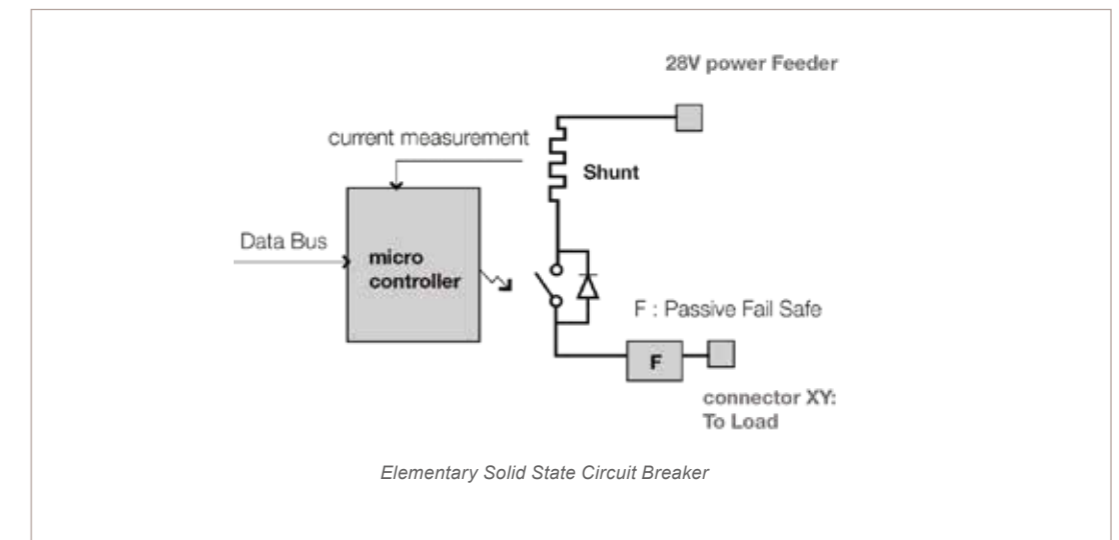 28V power Feeder
current measurement
Shunt
Data Bus
micro
controller
F : Passive Fail Safe
F
connector XY:
To Load
Elementary Solid State Circuit Breaker